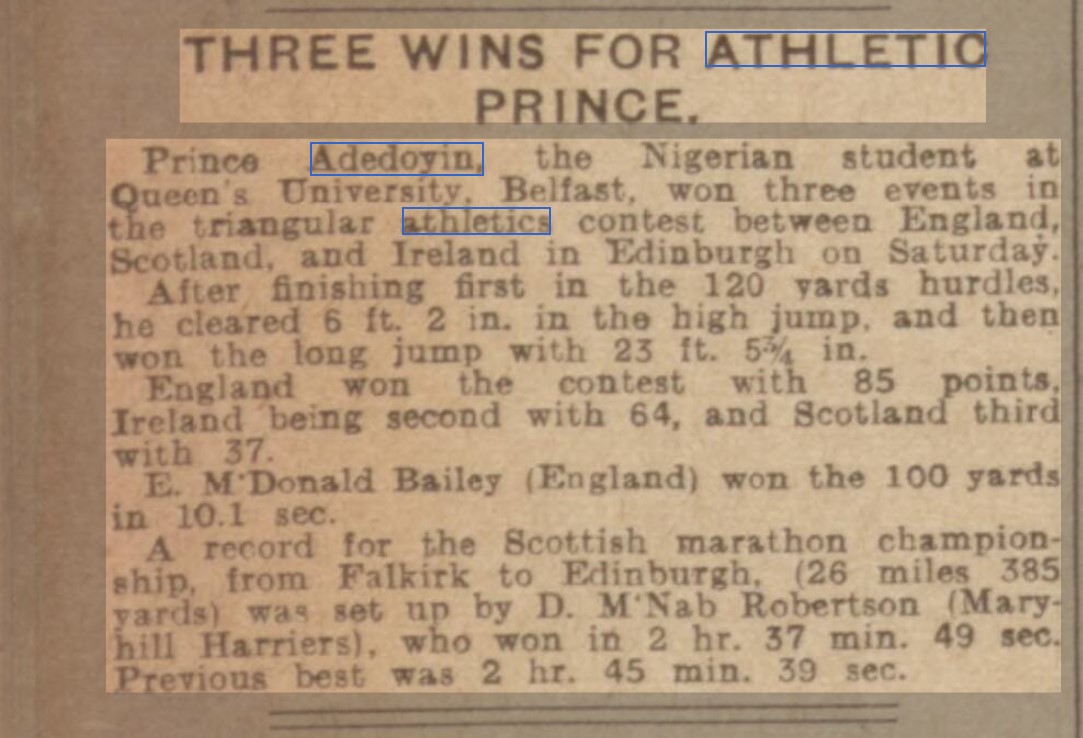 THREE WINS FOR ATHLETIC
PRINCE.
Prince Adedoyin, the Nigerian student at
Queen's University, Belfast, won three events in
the triangular athletics contest between England,
Scotland, and Ireland in Edinburgh on Saturday.
After finishing first in the 120 yards hurdles,
he cleared 6 ft. 2 in. in the high jump, and then
won the long jump with 23 ft. 5¾ in.
England won the contest with 85 points,
Ireland being second with 64, and Scotland third
with 37.
E. M'Donald Bailey (England) won the 100 yards
in 10.1 sec.
A record for the Scottish marathon champion-
ship, from Falkirk to Edinburgh, (26 miles 385
yards) was set up by D. M'Nab Robertson (Mary-
hill Harriers), who won in 2 hr. 37 min. 49 sec.
Previous best was 2 hr. 45 min. 39 sec.